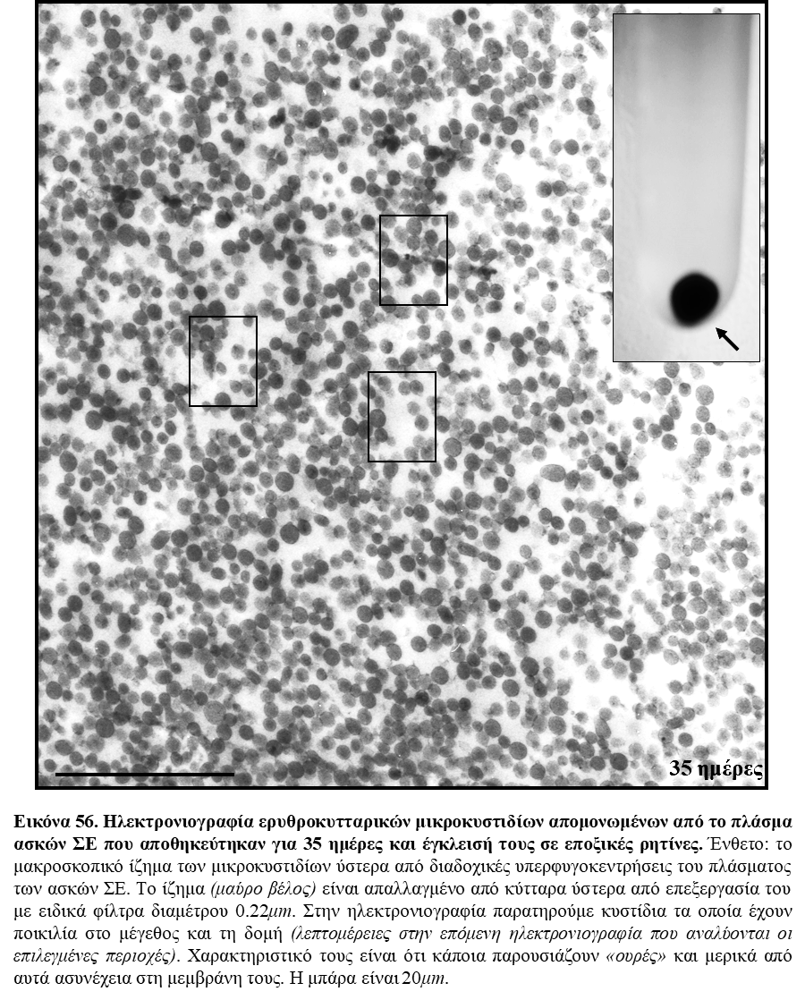 35 ημέρες
Εικόνα 56. Ηλεκτρονιογραφία ερυθροκυτταρικών μικροκυστιδίων απομονωμένων από το πλάσμα
ασκών ΣΕ που αποθηκεύτηκαν για 35 ημέρες και έγκλεισή τους σε εποξικές ρητίνες. Ένθετο: το
μακροσκοπικό ίζημα των μικροκυστιδίων ύστερα από διαδοχικές υπερφυγοκεντρήσεις του πλάσματος
των ασκών ΣΕ. Το ίζημα (μαύρο βέλος) είναι απαλλαγμένο από κύτταρα ύστερα από επεξεργασία του
με ειδικά φίλτρα διαμέτρου 0.22μm. Στην ηλεκτρονιογραφία παρατηρούμε κυστίδια τα οποία έχουν
ποικιλία στο μέγεθος και τη δομή (λεπτομέρειες στην επόμενη ηλεκτρονιογραφία που αναλύονται οι
επιλεγμένες περιοχές). Χαρακτηριστικό τους είναι ότι κάποια παρουσιάζουν «ουρές» και μερικά από
αυτά ασυνέχεια στη μεμβράνη τους. Η μπάρα είναι 20μm.